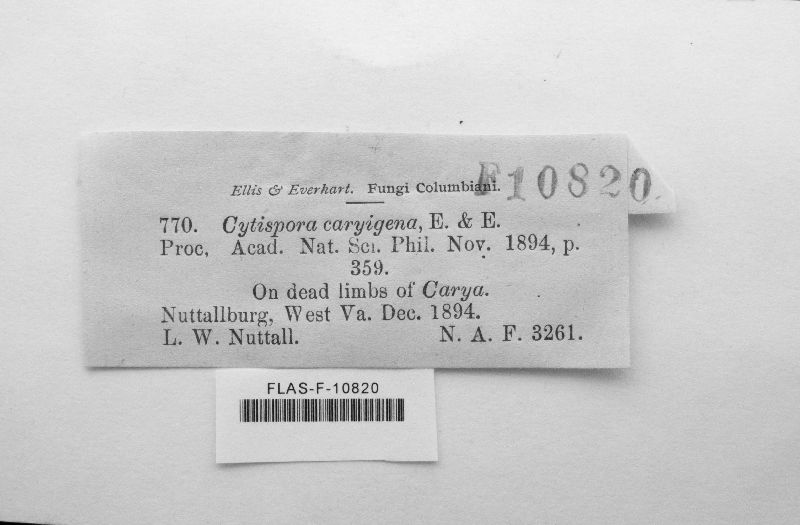 Ellis & Everhart. Fungi Columbiani. F10820.
770. Cytispora caryigena, E. & E.
Proc, Acad. Nat. Sci. Phil. Nov. 1894, p.
359.
On dead limbs of Carya.
Nuttallburg, West Va. Dec. 1894.
L. W. Nuttall. N. A. F. 3261.
FLAS-F-10820